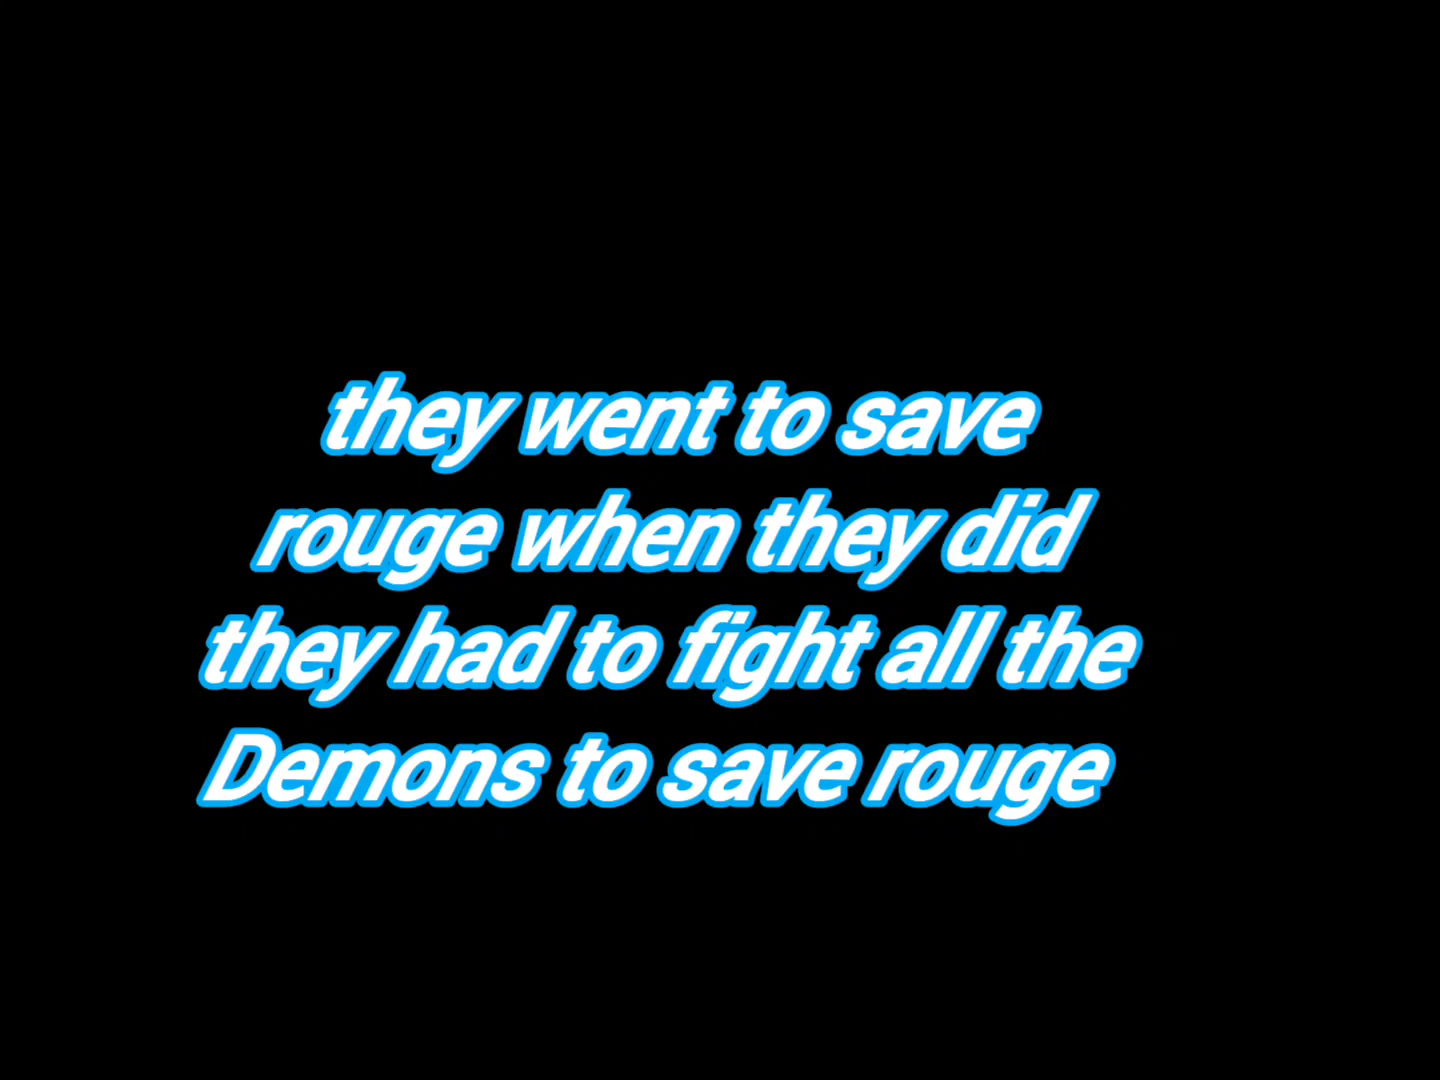 they went to save
rouge when they did
they had to fight all the
Demons to save rouge